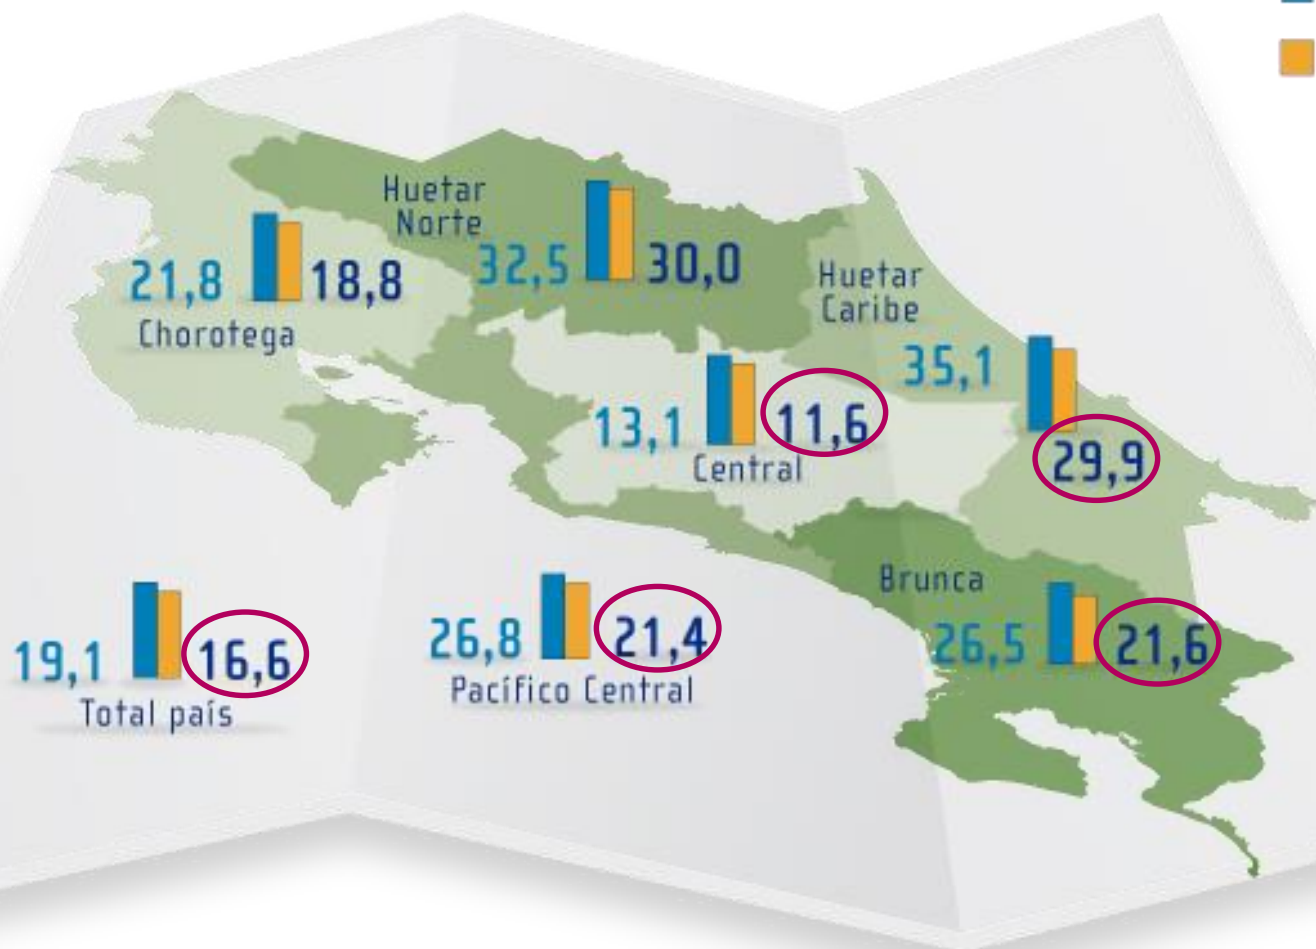 Huetar
Norte
32,5 30,0
21,8 18,8
Chorotega
Huetar
Caribe
35,1
29,9
13,1 11,6
Central
Brunca
26,5 21,6
26,8 21,4
Pacífico Central
19,1 16,6
Total país